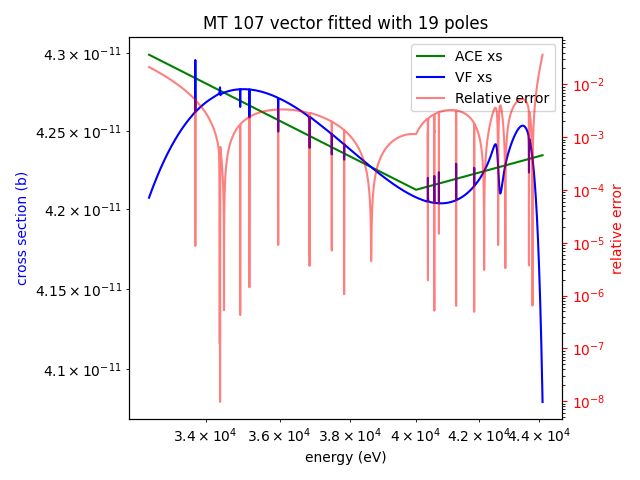 MT 107 vector fitted with 19 poles
ACE xs
VF xs
Relative error
4.3 × 10⁻¹¹
4.25 × 10⁻¹¹
4.2 × 10⁻¹¹
4.15 × 10⁻¹¹
4.1 × 10⁻¹¹
cross section (b)
10⁻²
10⁻³
10⁻⁴
10⁻⁵
10⁻⁶
10⁻⁷
10⁻⁸
relative error
3.4 × 10⁴ 3.6 × 10⁴ 3.8 × 10⁴ 4 × 10⁴ 4.2 × 10⁴ 4.4 × 10⁴
energy (eV)